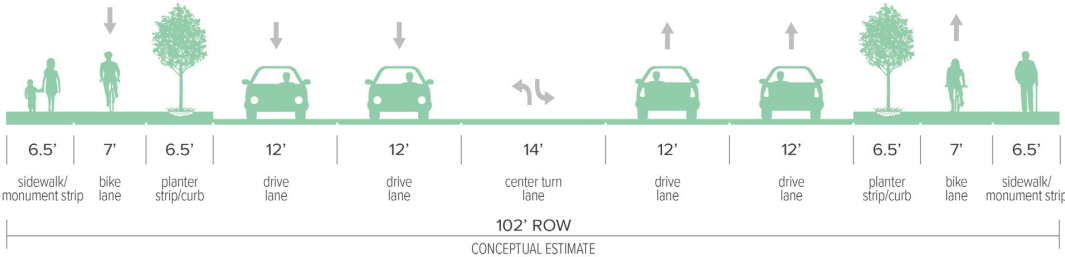 6.5' 7' 6.5' 12' 12' 14' 12' 12' 6.5' 7' 6.5'
sidewalk/ bike planter drive drive center turn drive drive planter bike sidewalk/
monument strip lane strip/curb lane lane lane lane lane strip/curb lane monument strip
102' ROW
CONCEPTUAL ESTIMATE